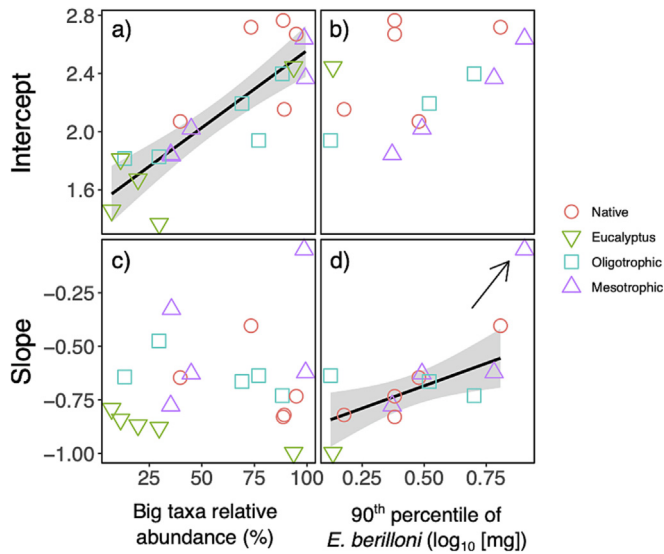 a)
b)
2.8
2.4
2.0
1.6
Intercept
c)
d)
−0.25
−0.50
−0.75
−1.00
Slope
25
50
75
100
0.25
0.50
0.75
Big taxa relative
abundance (%)
90th percentile of
E. berilloni (log10 [mg])
Native
Eucalyptus
Oligotrophic
Mesotrophic